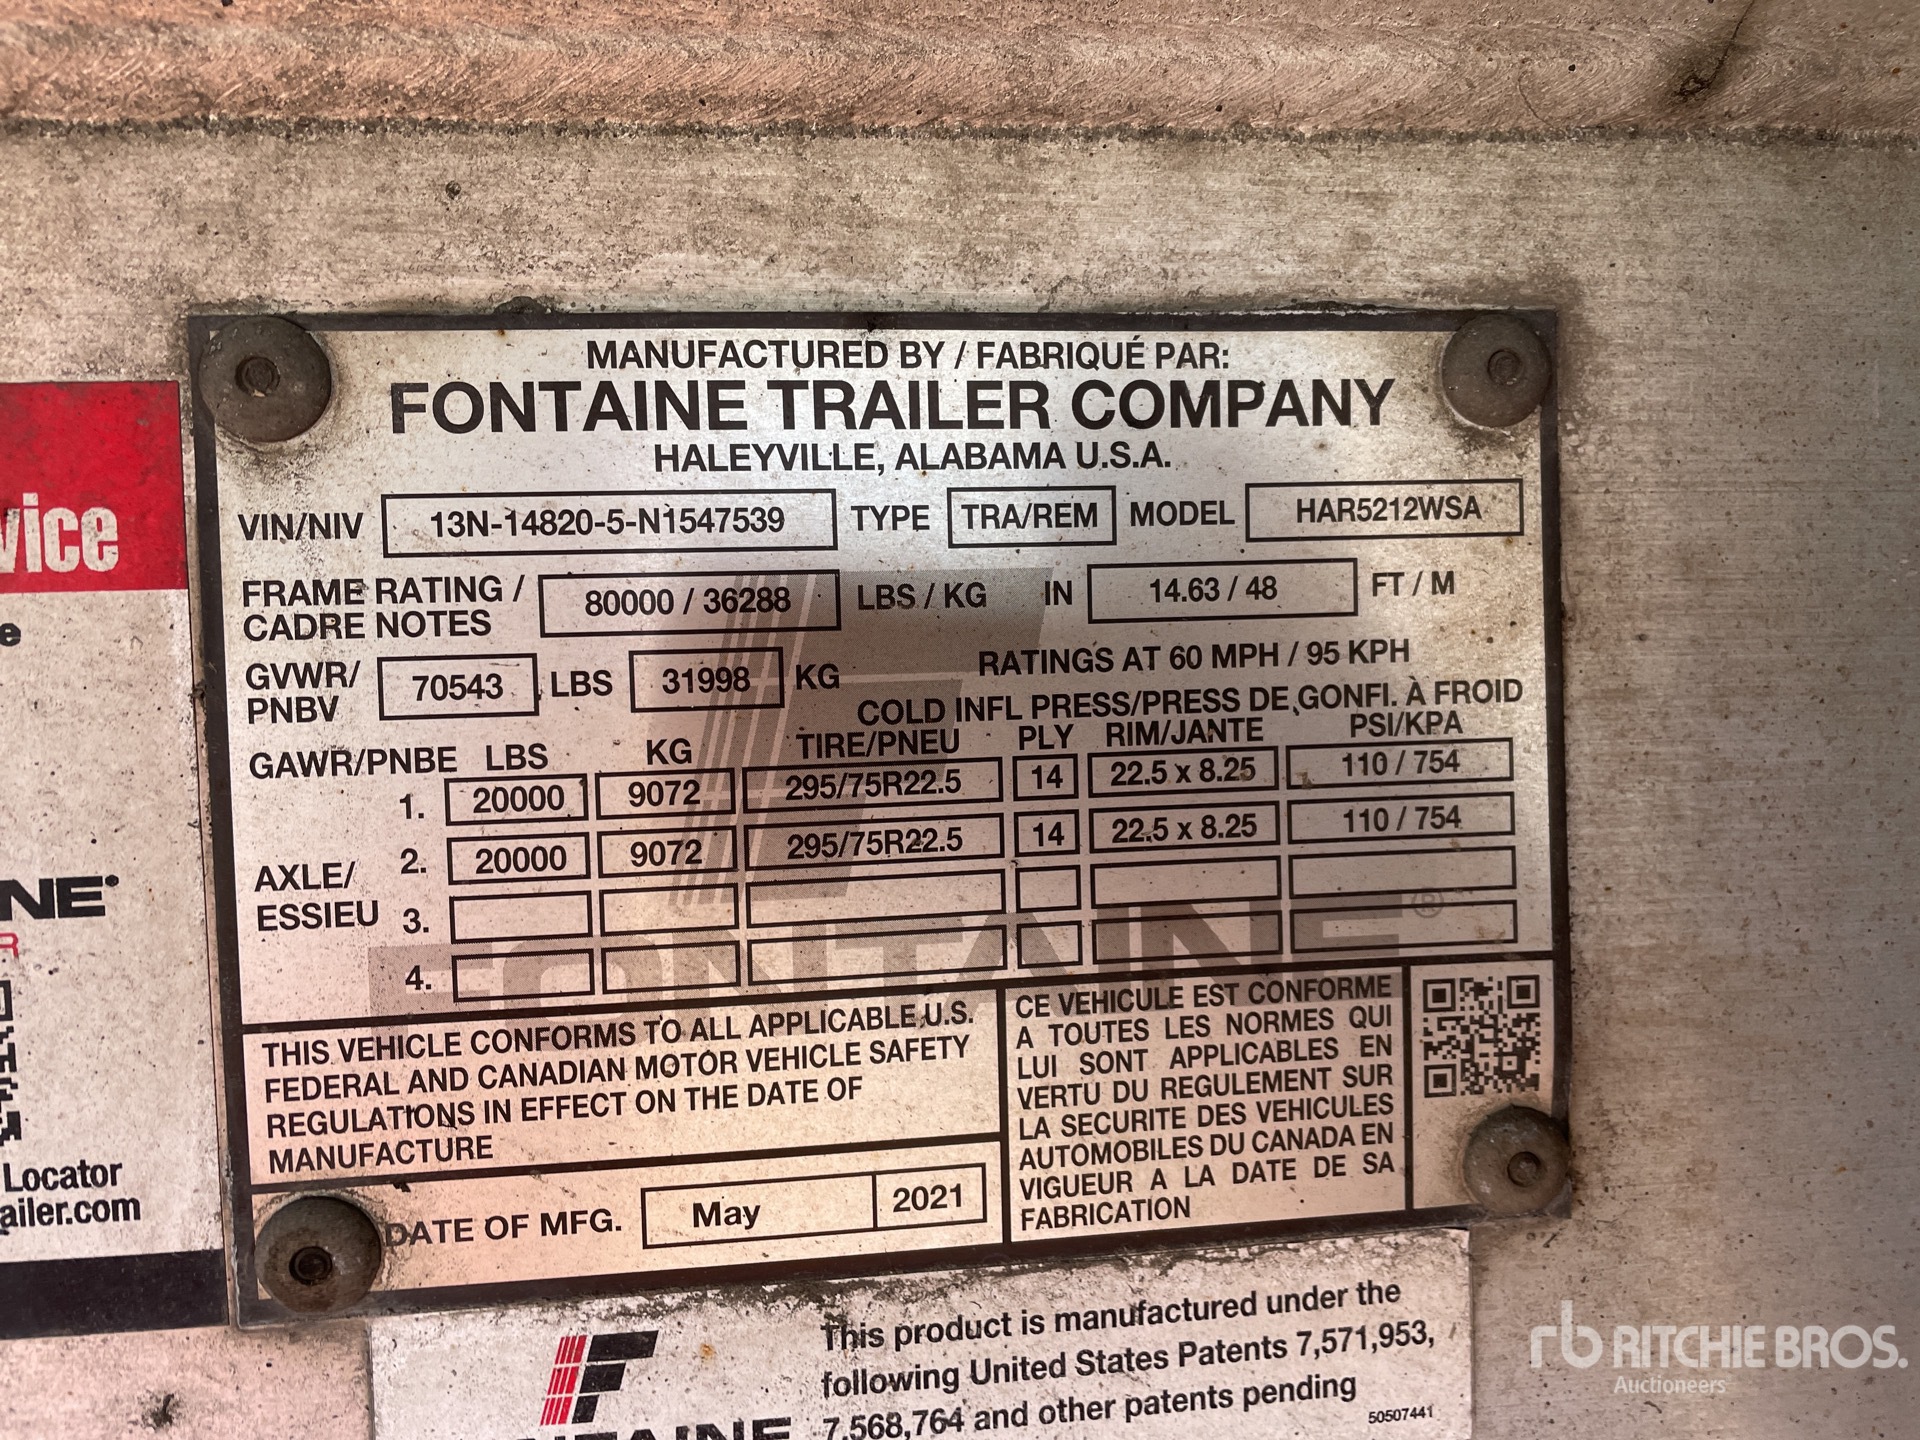 MANUFACTURED BY / FABRIQUÉ PAR:
FONTAINE TRAILER COMPANY
HALEYVILLE, ALABAMA U.S.A.
VIN/NIV 13N-14820-5-N1547539 TYPE TRA/REM MODEL HAR5212WSA
FRAME RATING / CADRE NOTES 80000 / 36288 LBS / KG IN 14.63 / 48 FT / M
GVWR/ PNBV 70543 LBS 31998 KG RATINGS AT 60 MPH / 95 KPH
COLD INFL PRESS/PRESS DE GONFI. À FROID
GAWR/PNBE LBS KG TIRE/PNEU PLY RIM/JANTE PSI/KPA
1. 20000 9072 295/75R22.5 14 22.5 x 8.25 110 / 754
AXLE/ ESSIEU
2. 20000 9072 295/75R22.5 14 22.5 x 8.25 110 / 754
3.
4.
FONTAINE®
THIS VEHICLE CONFORMS TO ALL APPLICABLE U.S.
FEDERAL AND CANADIAN MOTOR VEHICLE SAFETY
REGULATIONS IN EFFECT ON THE DATE OF
MANUFACTURE
DATE OF MFG. May 2021
CE VEHICULE EST CONFORME
A TOUTES LES NORMES QUI
LUI SONT APPLICABLES EN
VERTU DU REGULEMENT SUR
LA SECURITE DES VEHICULES
AUTOMOBILES DU CANADA EN
VIGUEUR A LA DATE DE SA
FABRICATION
vice
e
NE
R
Locator
ailer.com
This product is manufactured under the
following United States Patents 7,571,953,
7,568,764 and other patents pending
50507441
NTAINE
rb RITCHIE BROS.
Auctioneers